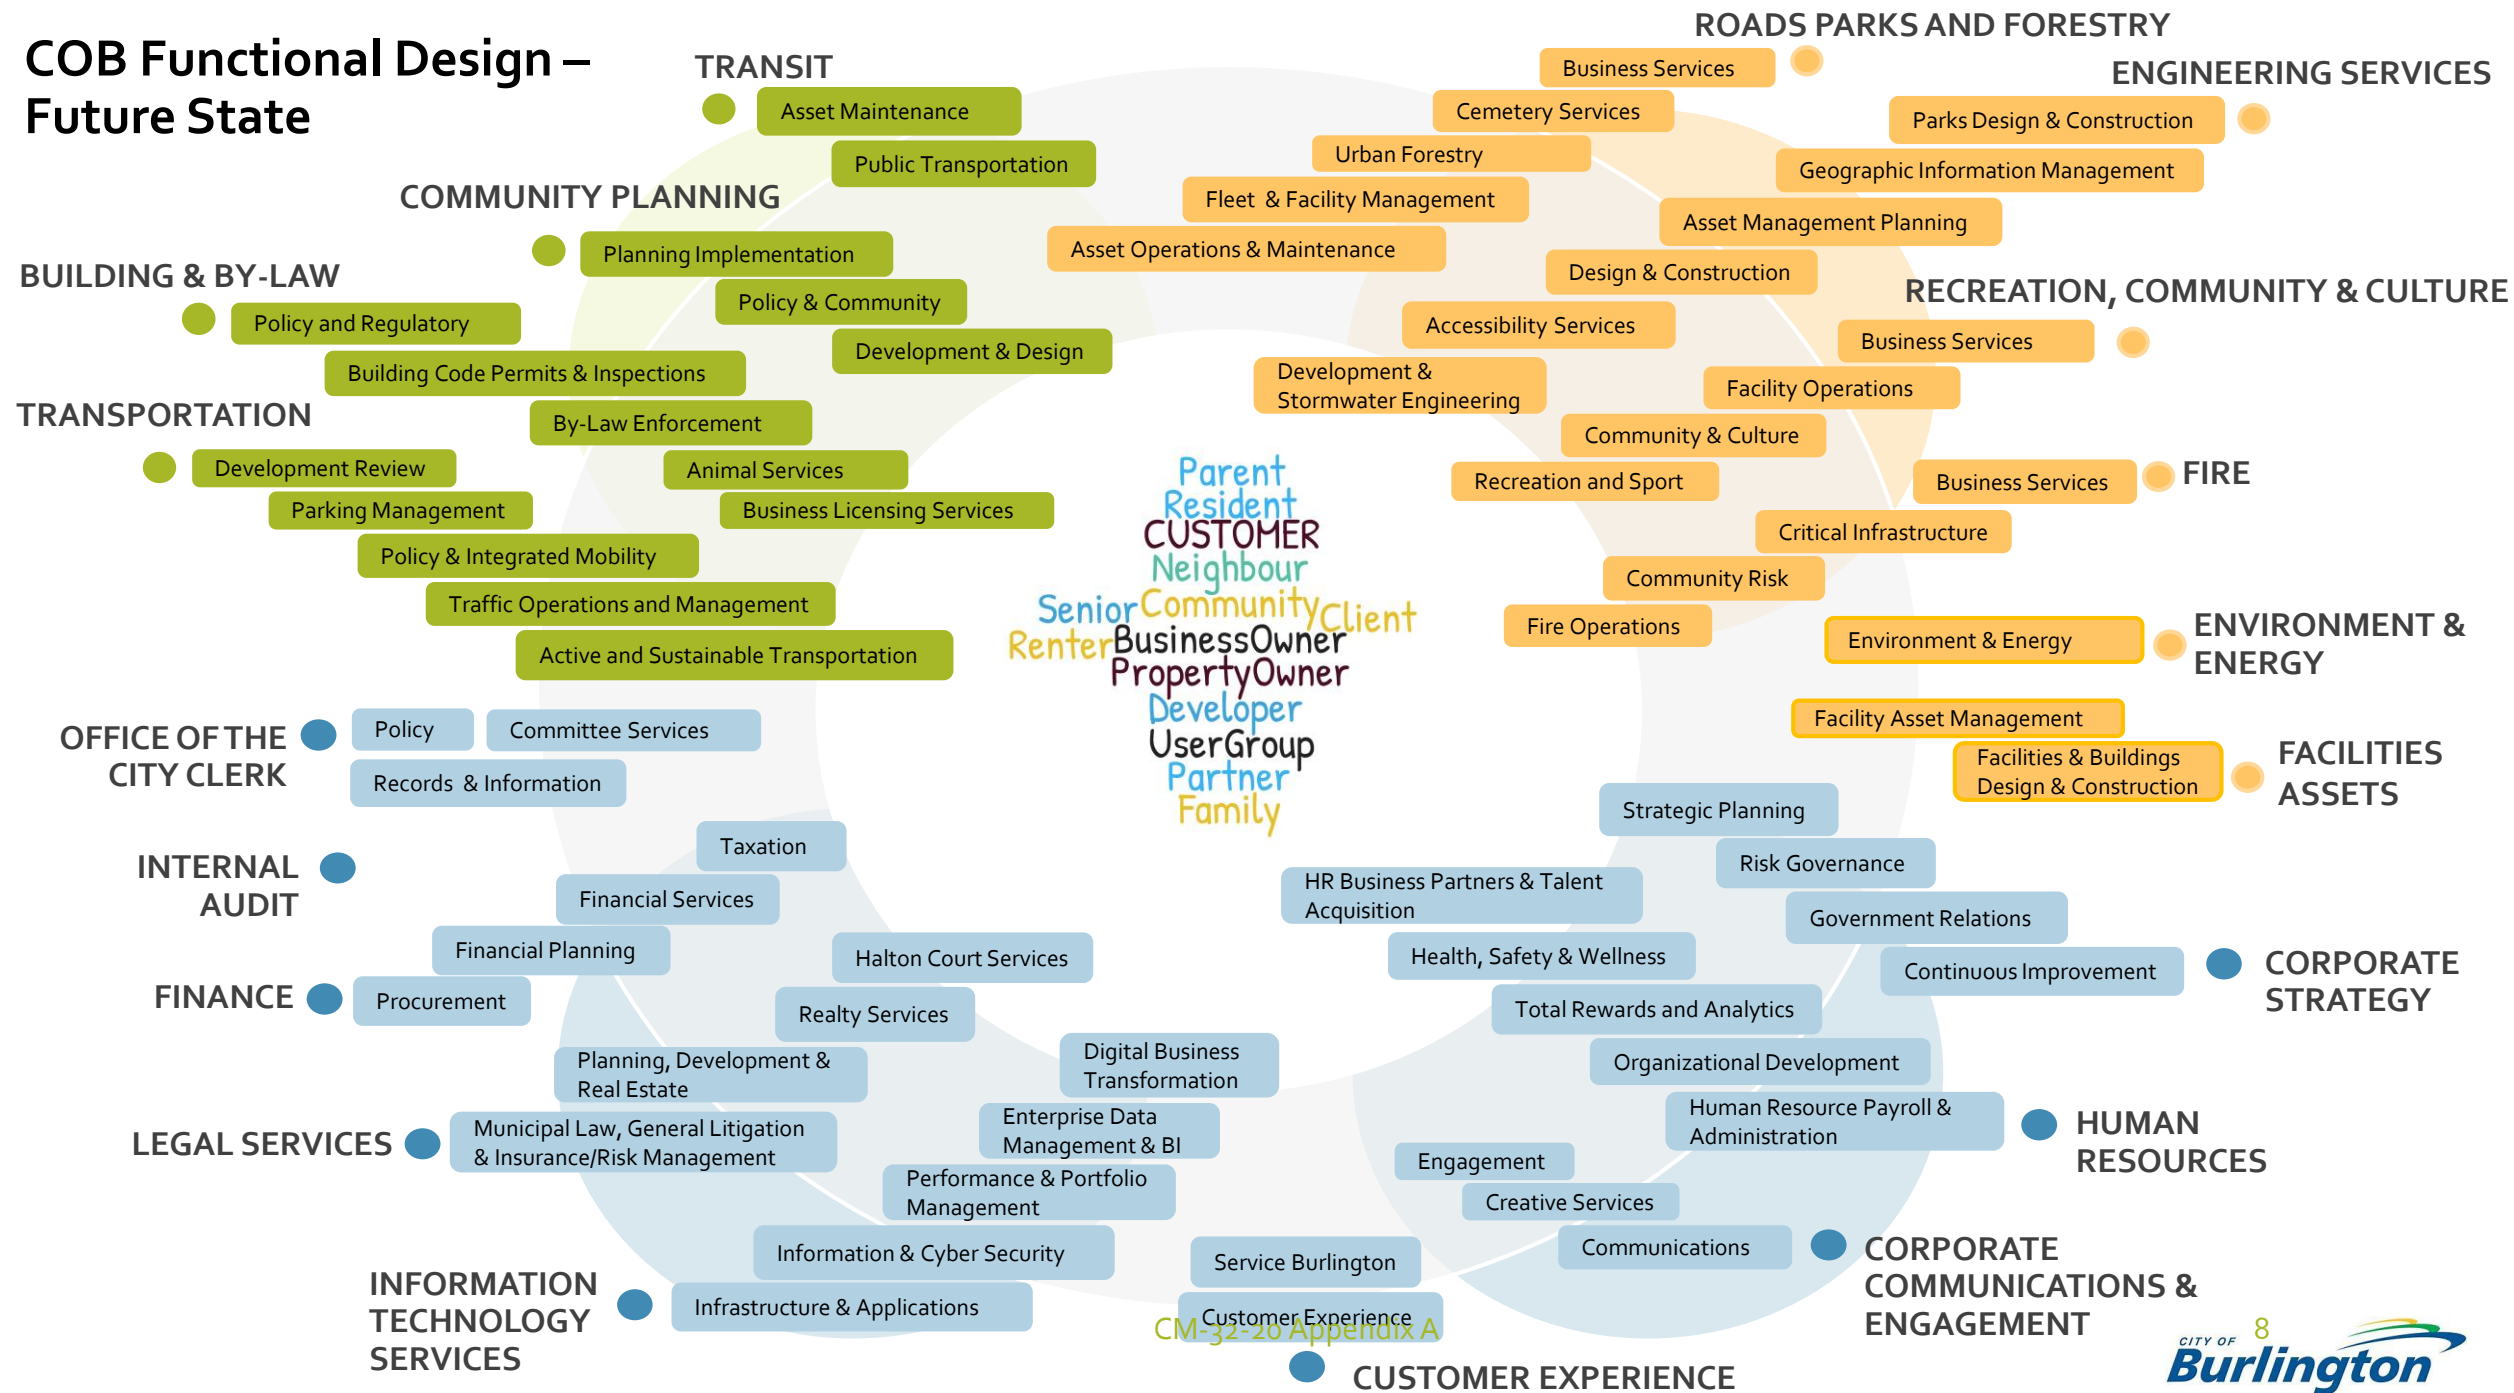 COB Functional Design –
Future State
TRANSIT
Asset Maintenance
Public Transportation
COMMUNITY PLANNING
Planning Implementation
Policy & Community
Development & Design
BUILDING & BY-LAW
Policy and Regulatory
Building Code Permits & Inspections
By-Law Enforcement
Animal Services
Business Licensing Services
TRANSPORTATION
Development Review
Parking Management
Policy & Integrated Mobility
Traffic Operations and Management
Active and Sustainable Transportation
ROADS PARKS AND FORESTRY
Business Services
Cemetery Services
Urban Forestry
Fleet & Facility Management
Asset Operations & Maintenance
ENGINEERING SERVICES
Parks Design & Construction
Geographic Information Management
Asset Management Planning
Design & Construction
Accessibility Services
Development &
Stormwater Engineering
RECREATION, COMMUNITY & CULTURE
Business Services
Facility Operations
Community & Culture
Recreation and Sport
FIRE
Business Services
Critical Infrastructure
Community Risk
Fire Operations
ENVIRONMENT &
ENERGY
Environment & Energy
FACILITIES
ASSETS
Facility Asset Management
Facilities & Buildings
Design & Construction
Parent
Resident
CUSTOMER
Neighbour
Senior Community Client
Renter BusinessOwner
PropertyOwner
Developer
UserGroup
Partner
Family
OFFICE OF THE
CITY CLERK
Policy
Committee Services
Records & Information
INTERNAL
AUDIT
FINANCE
Taxation
Financial Services
Financial Planning
Procurement
LEGAL SERVICES
Halton Court Services
Realty Services
Planning, Development &
Real Estate
Municipal Law, General Litigation
& Insurance/Risk Management
INFORMATION
TECHNOLOGY
SERVICES
Digital Business
Transformation
Enterprise Data
Management & BI
Performance & Portfolio
Management
Information & Cyber Security
Infrastructure & Applications
Service Burlington
Customer Experience
CUSTOMER EXPERIENCE
CORPORATE
STRATEGY
Strategic Planning
Risk Governance
Government Relations
Continuous Improvement
HUMAN
RESOURCES
HR Business Partners & Talent
Acquisition
Health, Safety & Wellness
Total Rewards and Analytics
Organizational Development
Human Resource Payroll &
Administration
CORPORATE
COMMUNICATIONS &
ENGAGEMENT
Engagement
Creative Services
Communications
CM-32-20 Appendix A
8
CITY OF
Burlington